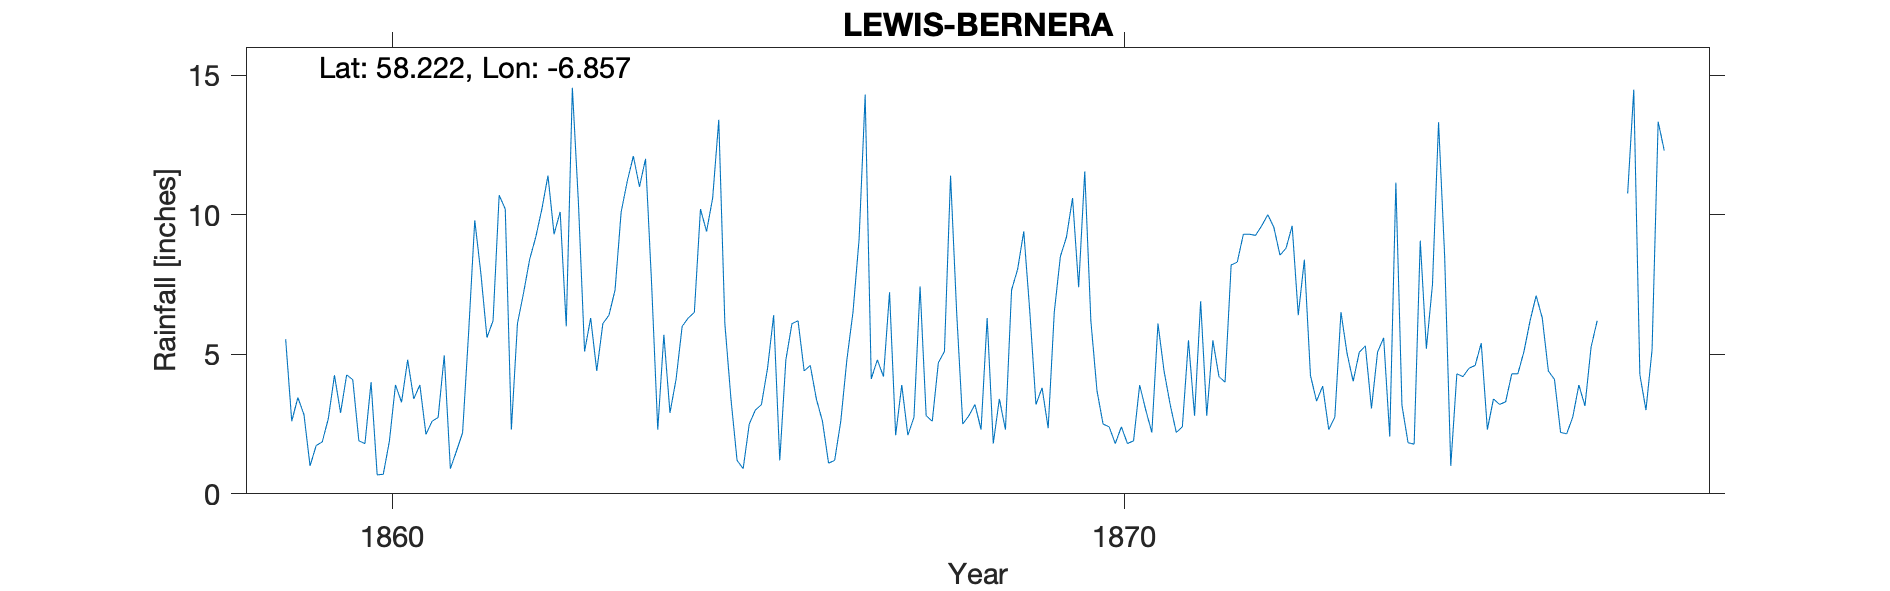 LEWIS-BERNERA
Lat: 58.222, Lon: -6.857
15
10
5
0
Rainfall [inches]
1860
1870
Year